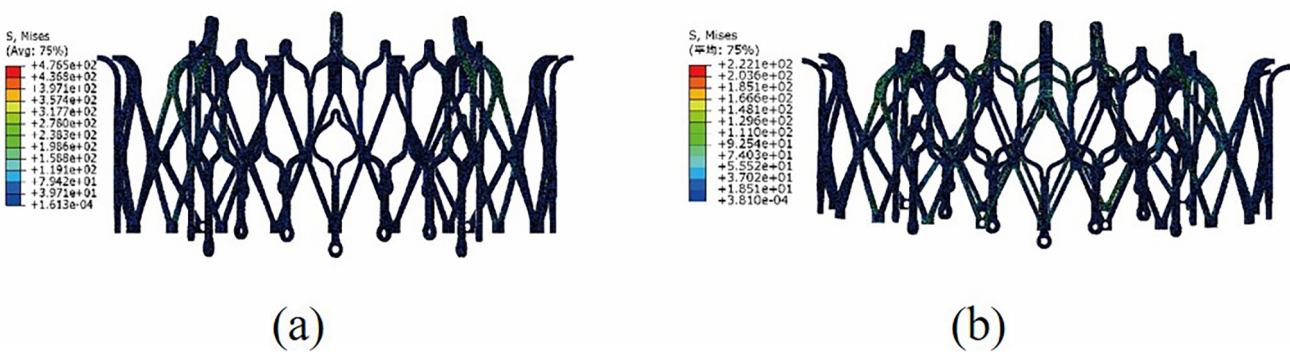 S, Mises
(Avg: 75%)
+4.765e+02
+4.368e+02
+3.971e+02
+3.574e+02
+3.177e+02
+2.780e+02
+2.383e+02
+1.986e+02
+1.588e+02
+1.191e+02
+7.942e+01
+3.971e+01
+1.613e-04
(a)
S, Mises
(平均: 75%)
+2.221e+02
+2.036e+02
+1.851e+02
+1.666e+02
+1.481e+02
+1.296e+02
+1.110e+02
+9.254e+01
+7.403e+01
+5.552e+01
+3.702e+01
+1.851e+01
+3.810e-04
(b)